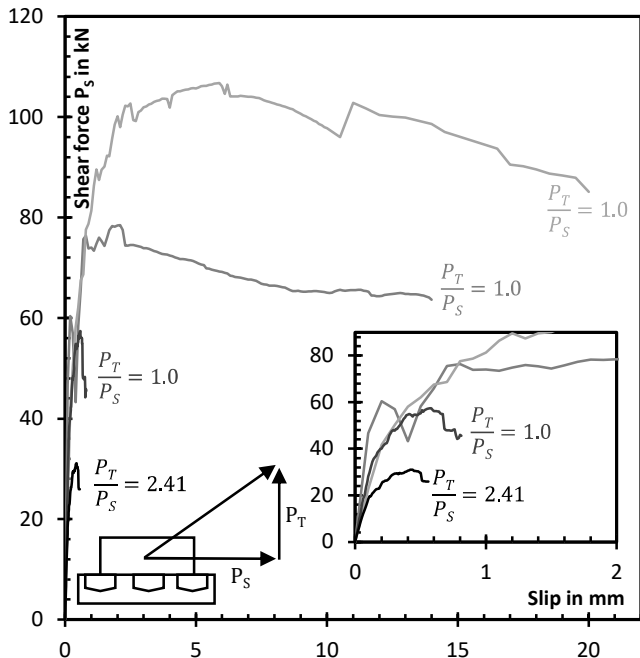 Shear force P_s in kN
120
100
80
60
40
20
0
0
5
10
15
20
Slip in mm
P_T/P_S = 1.0
P_T/P_S = 1.0
P_T/P_S = 1.0
P_T/P_S = 2.41
P_T
P_S
80
60
40
20
0
0
1
2
P_T/P_S = 1.0
P_T/P_S = 2.41